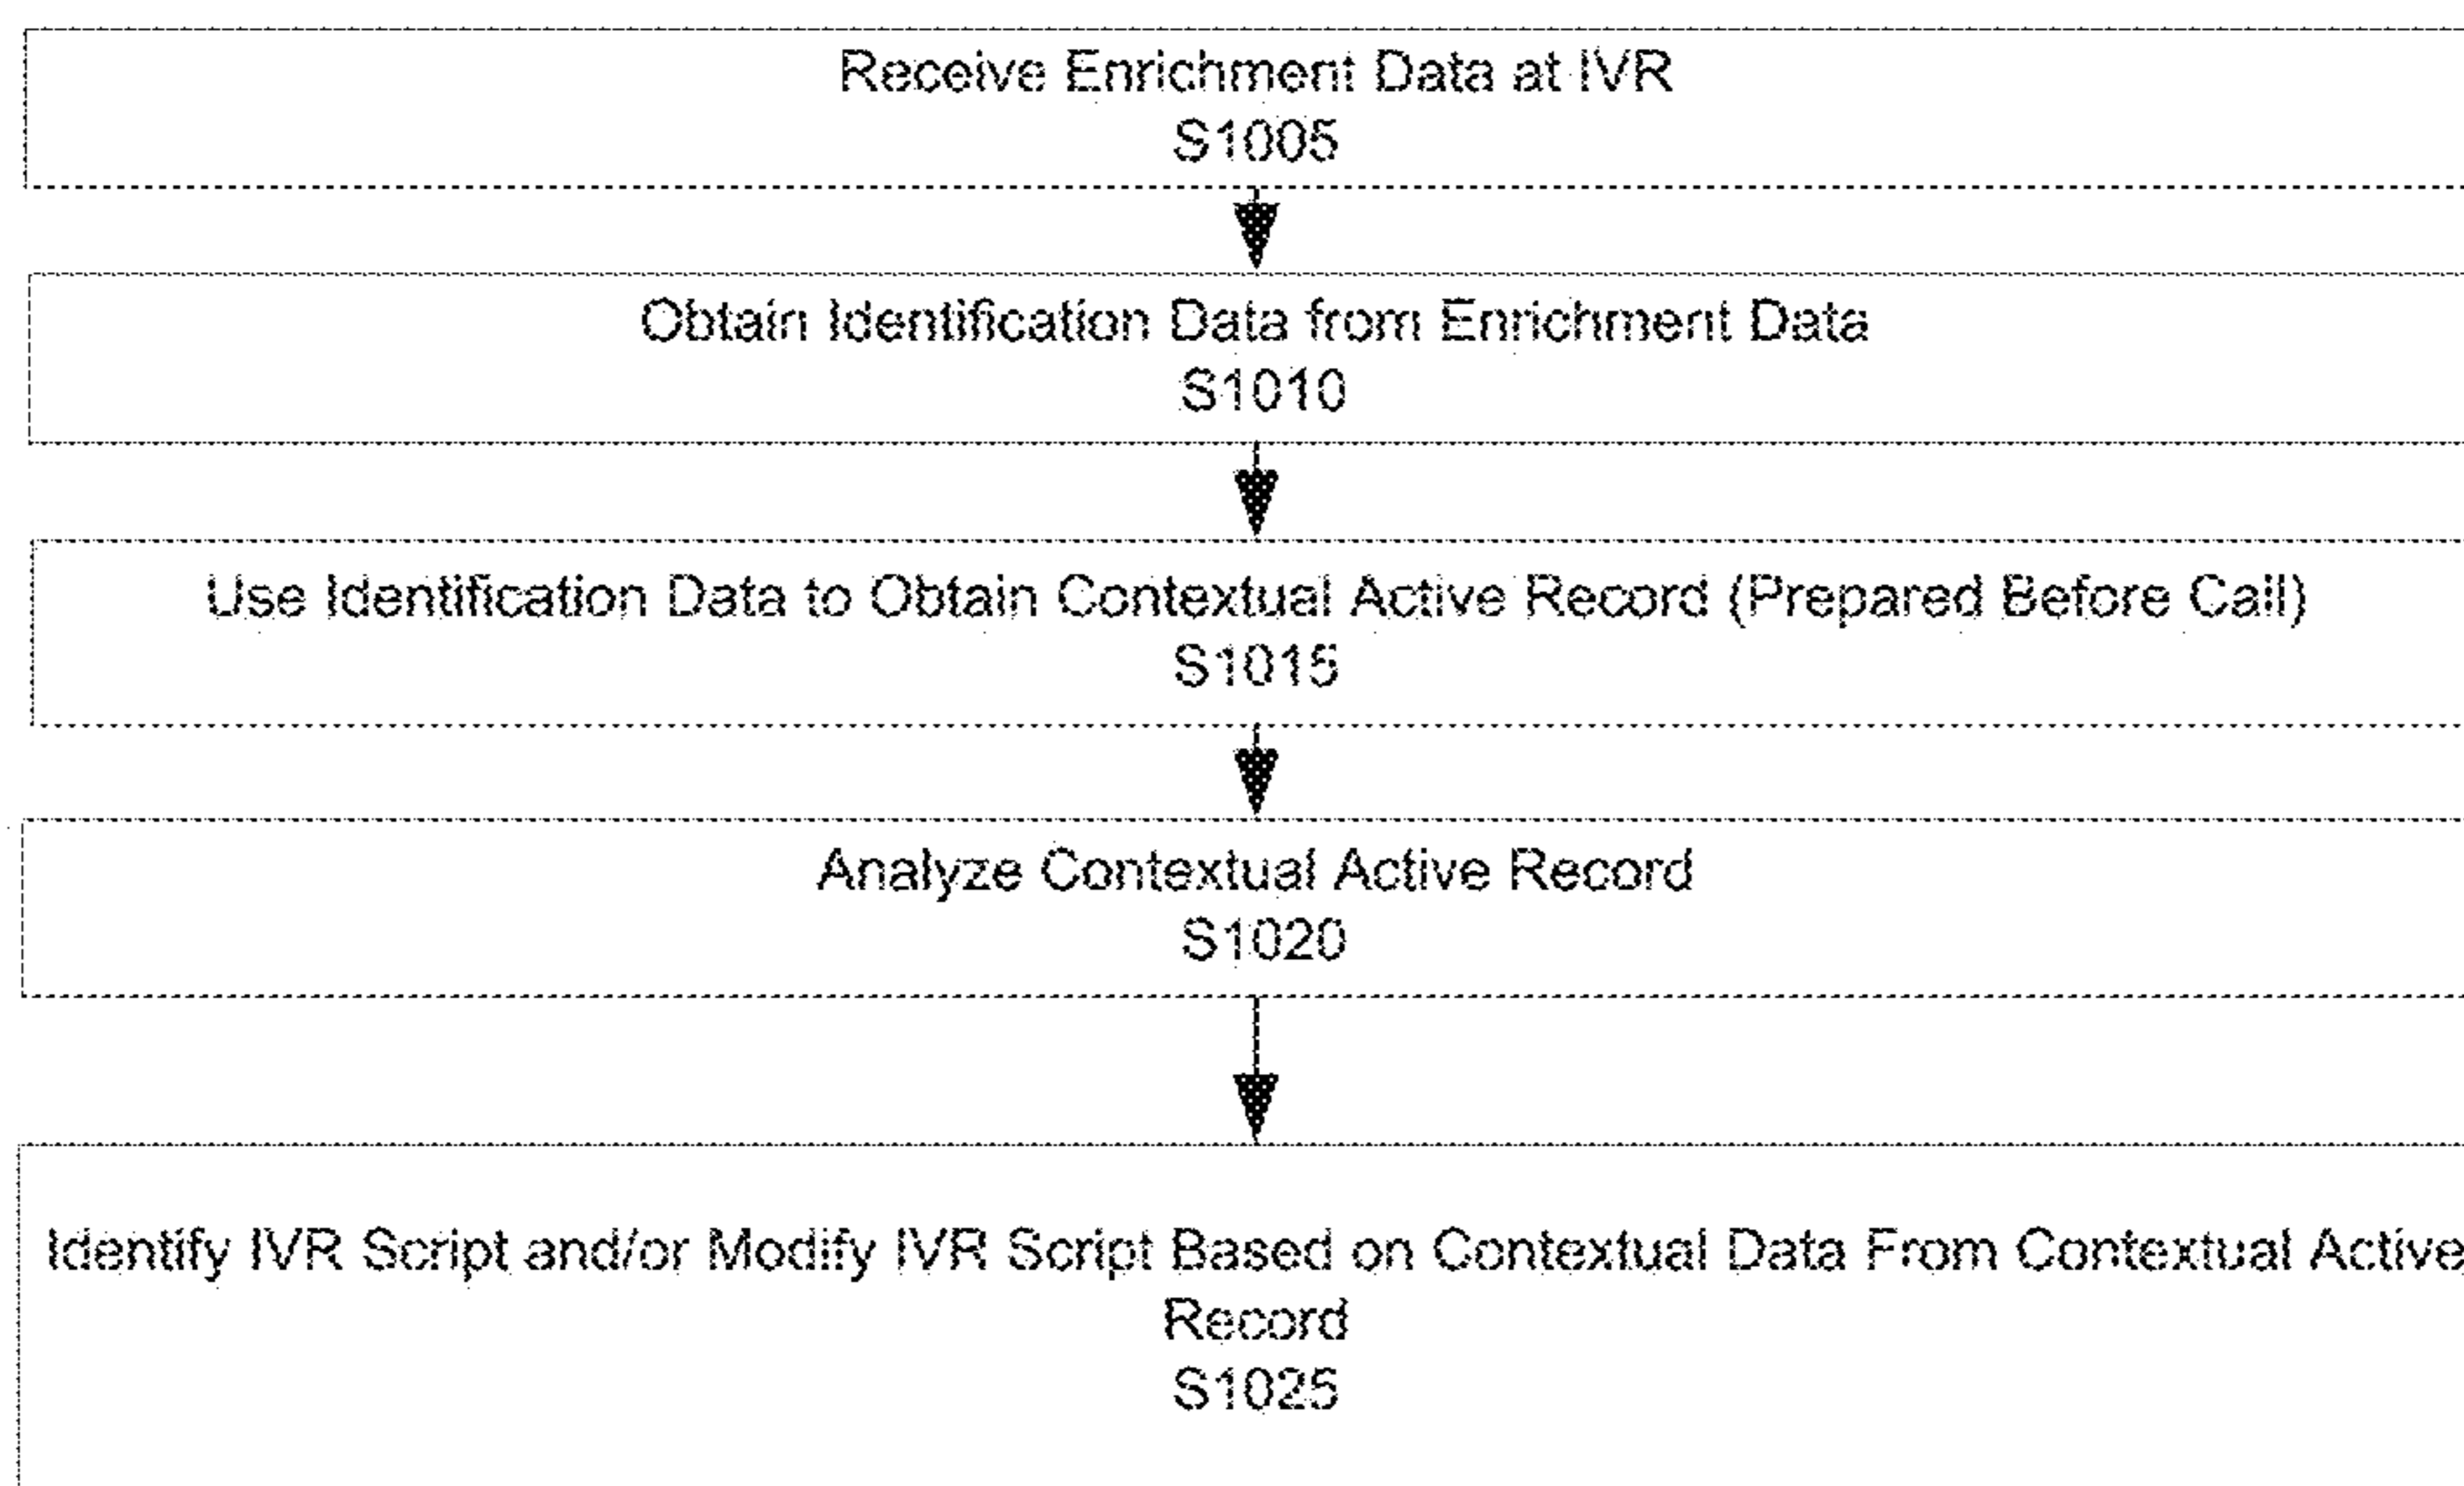 Receive Enrichment Data at IVR
S1005
Obtain Identification Data from Enrichment Data
S1010
Use Identification Data to Obtain Contextual Active Record (Prepared Before Call)
S1015
Analyze Contextual Active Record
S1020
Identify IVR Script and/or Modify IVR Script Based on Contextual Data From Contextual Active
Record
S1025